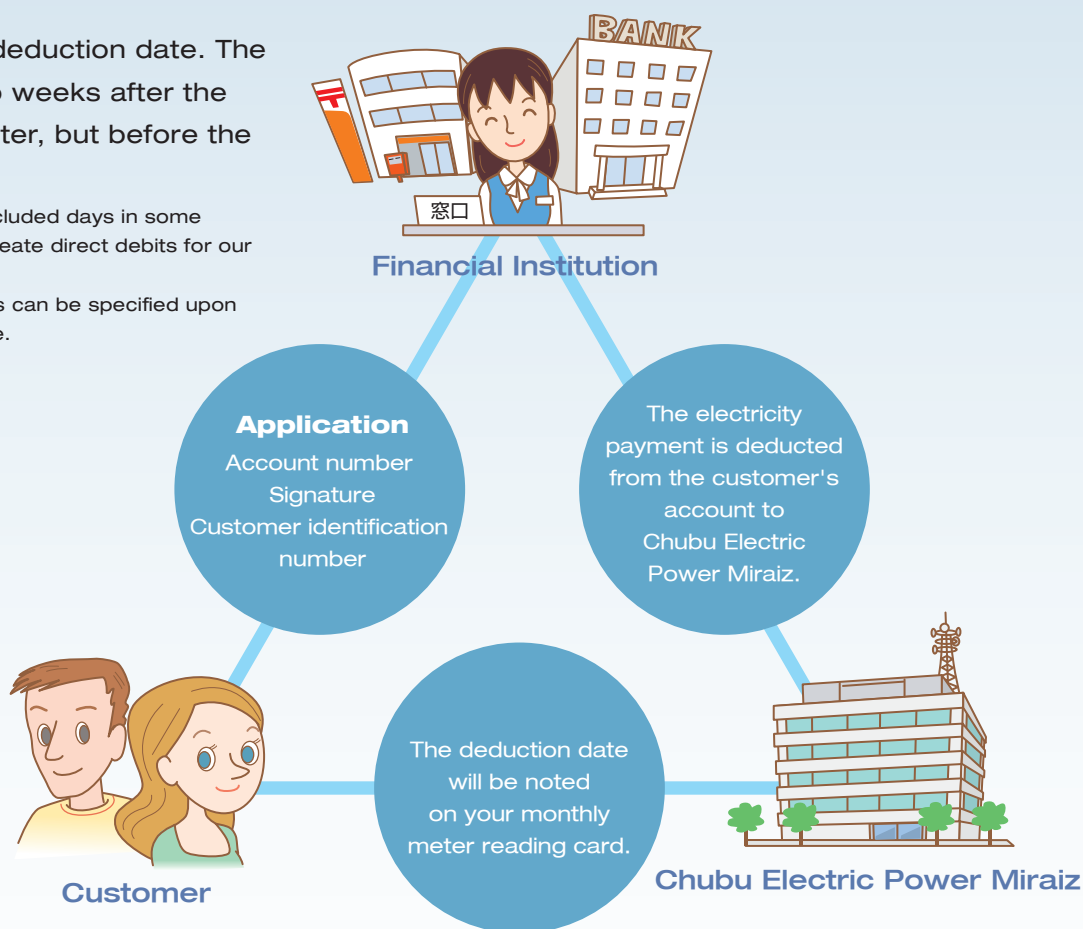 deduction date. The
weeks after the
but before the
days in some
direct debits for our
can be specified upon
BANK
〒
窓口
Financial Institution
Application
Account number
Signature
Customer identification
number
The electricity
payment is deducted
from the customer's
account to
Chubu Electric
Power Miraiz.
The deduction date
will be noted
on your monthly
meter reading card.
Customer
Chubu Electric Power Miraiz